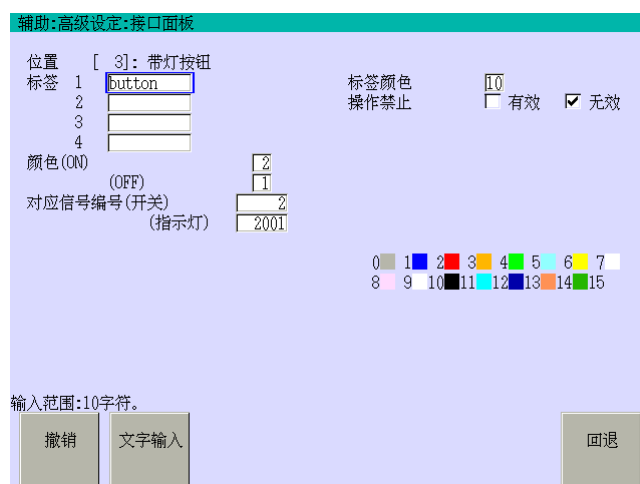 辅助:高级设定:接口面板
位置 [ 3]: 带灯按钮
标签 1 button 标签颜色 10
2 操作禁止 有效 无效
3
4
颜色(ON) 2
(OFF) 1
对应信号编号(开关) 2
(指示灯) 2001
0 1 2 3 4 5 6 7
8 9 10 11 12 13 14 15
输入范围:10字符。
撤销 文字输入 回退